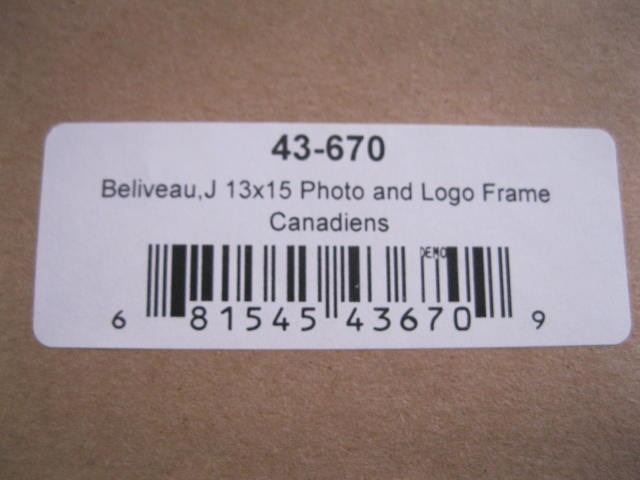 43-670
Beliveau,J 13x15 Photo and Logo Frame
Canadiens
DEMO
6 81545 43670 9